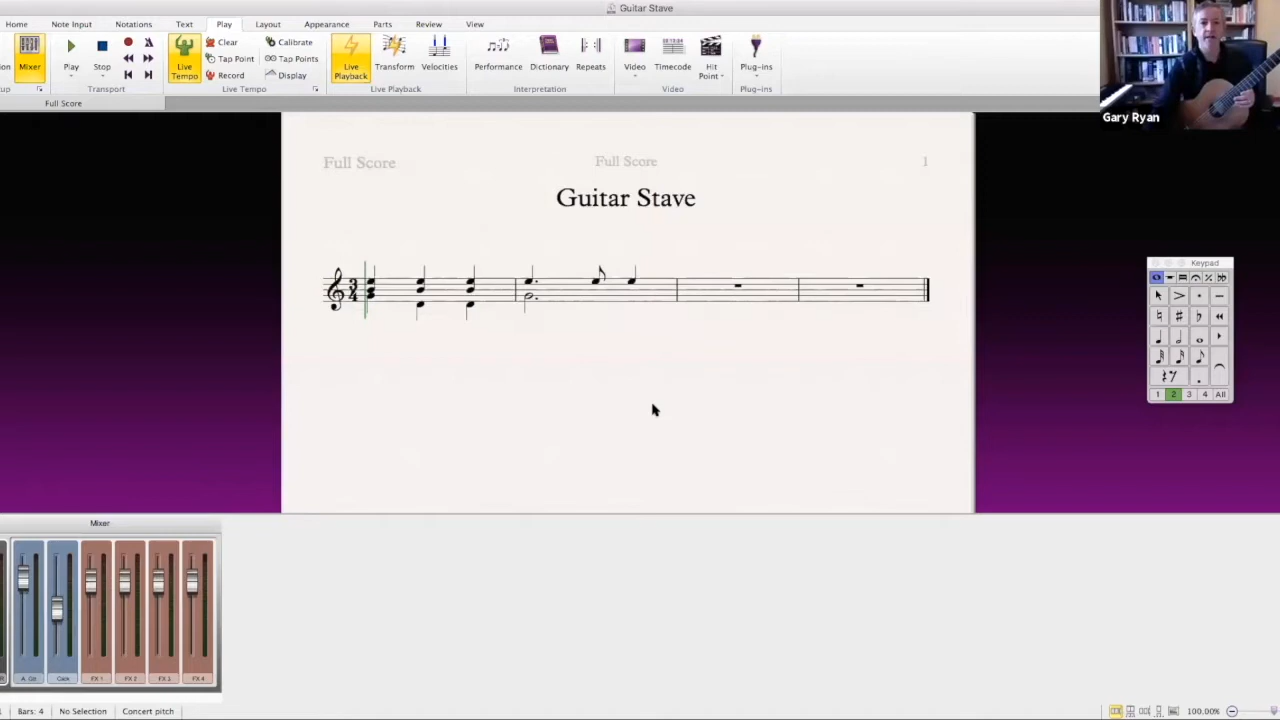 Guitar Stave
Home Note Input Notations Text Play Layout Appearance Parts Review View
Mixer Play Stop Live Tempo Clear Tap Point Record Calibrate Tap Points Display Live Playback Transform Velocities Performance Dictionary Repeats Video Timecode Hit Point Plug-ins
Transport Live Tempo Live Playback Interpretation Video Plug-ins
Full Score
Gary Ryan
Full Score Full Score 1
Guitar Stave
3
4
Keypad
1 2 3 4 All
Mixer
A. Gtr Click FX 1 FX 2 FX 3 FX 4
Bars: 4 No Selection Concert pitch 100.00%